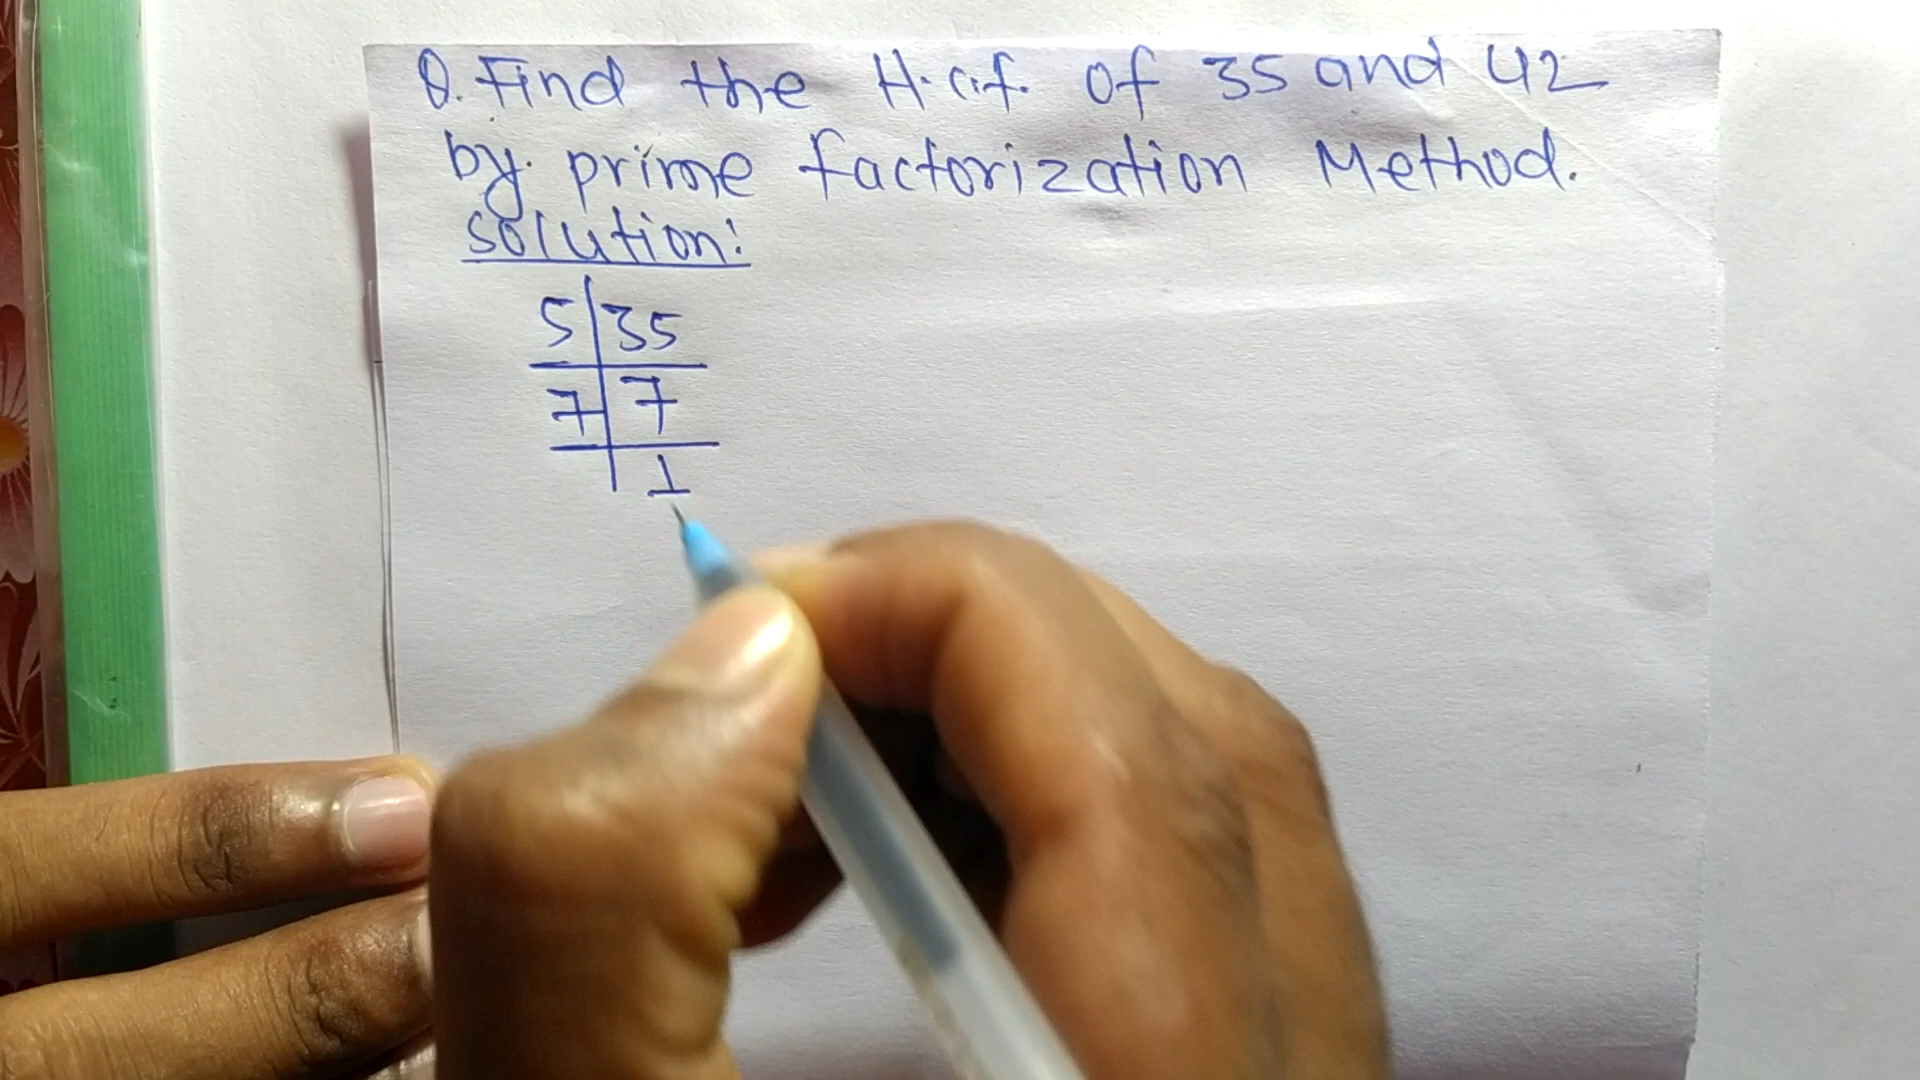 Q. Find the H.C.f. of 35 and 42
by prime factorization Method.
Solution:
5 | 35
7 | 7
1